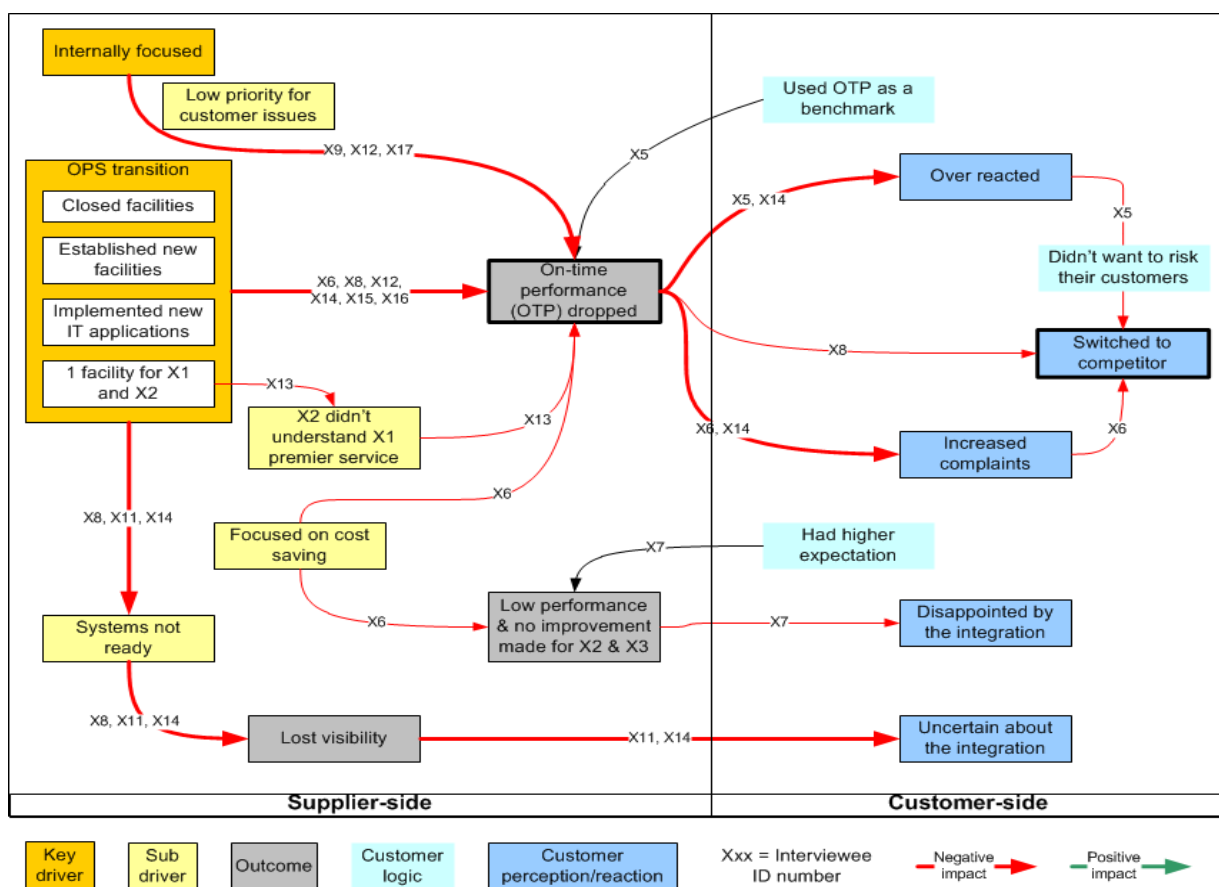 Internally focused
Low priority for
customer issues
Used OTP as a
benchmark
X9, X12, X17
X5
OPS transition
Closed facilities
Established new
facilities
Implemented new
IT applications
1 facility for X1
and X2
X6, X8, X12,
X14, X15, X16
On-time
performance
(OTP) dropped
X5, X14
Over reacted
X5
Didn't want to risk
their customers
X8
Switched to
competitor
X13
X2 didn't
understand X1
premier service
X13
X6, X14
Increased
complaints
X6
X8, X11, X14
X6
Focused on cost
saving
X7
Had higher
expectation
X6
Low performance
& no improvement
made for X2 & X3
X7
Disappointed by
the integration
Systems not
ready
X8, X11, X14
Lost visibility
X11, X14
Uncertain about
the integration
Supplier-side
Customer-side
Key
driver
Sub
driver
Outcome
Customer
logic
Customer
perception/reaction
Xxx = Interviewee
ID number
Negative
impact
Positive
impact